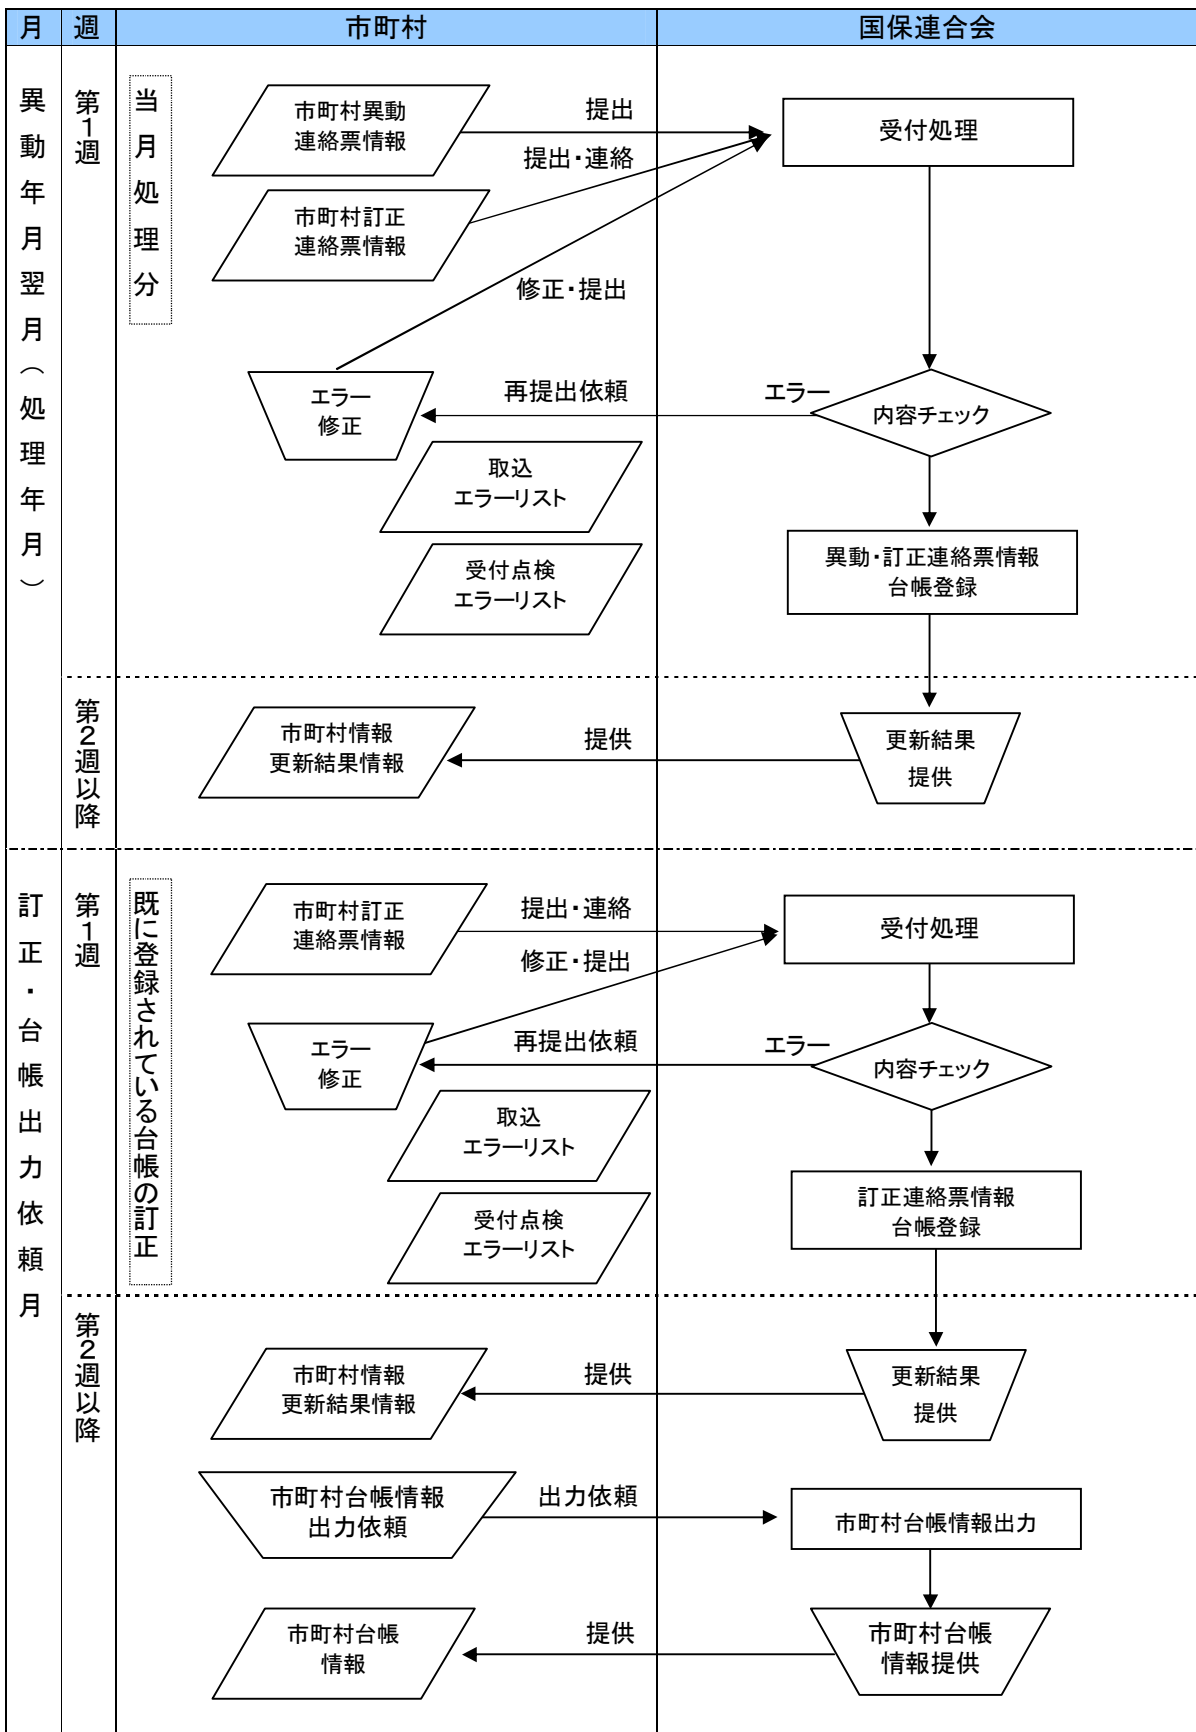 月
週
市町村
国保連合会
異動年月翌月（処理年月）
第1週
当月処理分
市町村異動
連絡票情報
提出
受付処理
提出・連絡
市町村訂正
連絡票情報
修正・提出
エラー
修正
再提出依頼
エラー
内容チェック
取込
エラーリスト
異動・訂正連絡票情報
台帳登録
受付点検
エラーリスト
第2週以降
市町村情報
更新結果情報
提供
更新結果
提供
訂正・台帳出力依頼月
第1週
既に登録されている台帳の訂正
市町村訂正
連絡票情報
提出・連絡
受付処理
修正・提出
エラー
修正
再提出依頼
エラー
内容チェック
取込
エラーリスト
訂正連絡票情報
台帳登録
受付点検
エラーリスト
第2週以降
市町村情報
更新結果情報
提供
更新結果
提供
市町村台帳情報
出力依頼
出力依頼
市町村台帳情報出力
市町村台帳
情報
提供
市町村台帳
情報提供